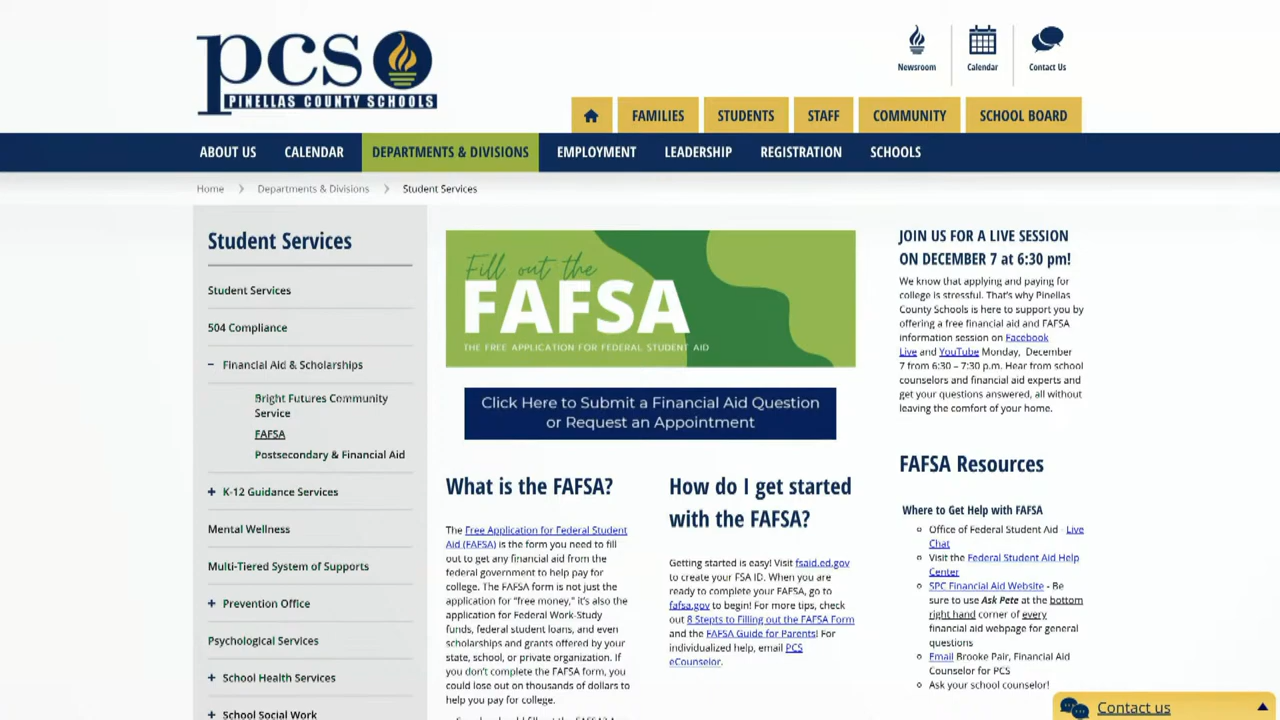 pcs
PINELLAS COUNTY SCHOOLS
Newsroom
Calendar
Contact Us
FAMILIES
STUDENTS
STAFF
COMMUNITY
SCHOOL BOARD
ABOUT US
CALENDAR
DEPARTMENTS & DIVISIONS
EMPLOYMENT
LEADERSHIP
REGISTRATION
SCHOOLS
Home
Departments & Divisions
Student Services
Student Services
Student Services
504 Compliance
Financial Aid & Scholarships
Bright Futures Community
Service
FAFSA
Postsecondary & Financial Aid
K-12 Guidance Services
Mental Wellness
Multi-Tiered System of Supports
Prevention Office
Psychological Services
School Health Services
School Social Work
Fill out the
FAFSA
THE FREE APPLICATION FOR FEDERAL STUDENT AID
Click Here to Submit a Financial Aid Question
or Request an Appointment
What is the FAFSA?
The Free Application for Federal Student
Aid (FAFSA) is the form you need to fill
out to get any financial aid from the
federal government to help pay for
college. The FAFSA form is not just the
application for "free money," it's also the
application for Federal Work-Study
funds, federal student loans, and even
scholarships and grants offered by your
state, school, or private organization. If
you don't complete the FAFSA form, you
could lose out on thousands of dollars to
help you pay for college.
How do I get started
with the FAFSA?
Getting started is easy! Visit fsaid.ed.gov
to create your FSA ID. When you are
ready to complete your FAFSA, go to
fafsa.gov to begin! For more tips, check
out 8 Stepts to Filling out the FAFSA Form
and the FAFSA Guide for Parents! For
individualized help, email PCS
eCounselor.
JOIN US FOR A LIVE SESSION
ON DECEMBER 7 at 6:30 pm!
We know that applying and paying for
college is stressful. That's why Pinellas
County Schools is here to support you by
offering a free financial aid and FAFSA
information session on Facebook
Live and YouTube Monday, December
7 from 6:30 – 7:30 p.m. Hear from school
counselors and financial aid experts and
get your questions answered, all without
leaving the comfort of your home.
FAFSA Resources
Where to Get Help with FAFSA
Office of Federal Student Aid - Live
Chat
Visit the Federal Student Aid Help
Center
SPC Financial Aid Website - Be
sure to use Ask Pete at the bottom
right hand corner of every
financial aid webpage for general
questions
Email Brooke Pair, Financial Aid
Counselor for PCS
Ask your school counselor!
Contact us